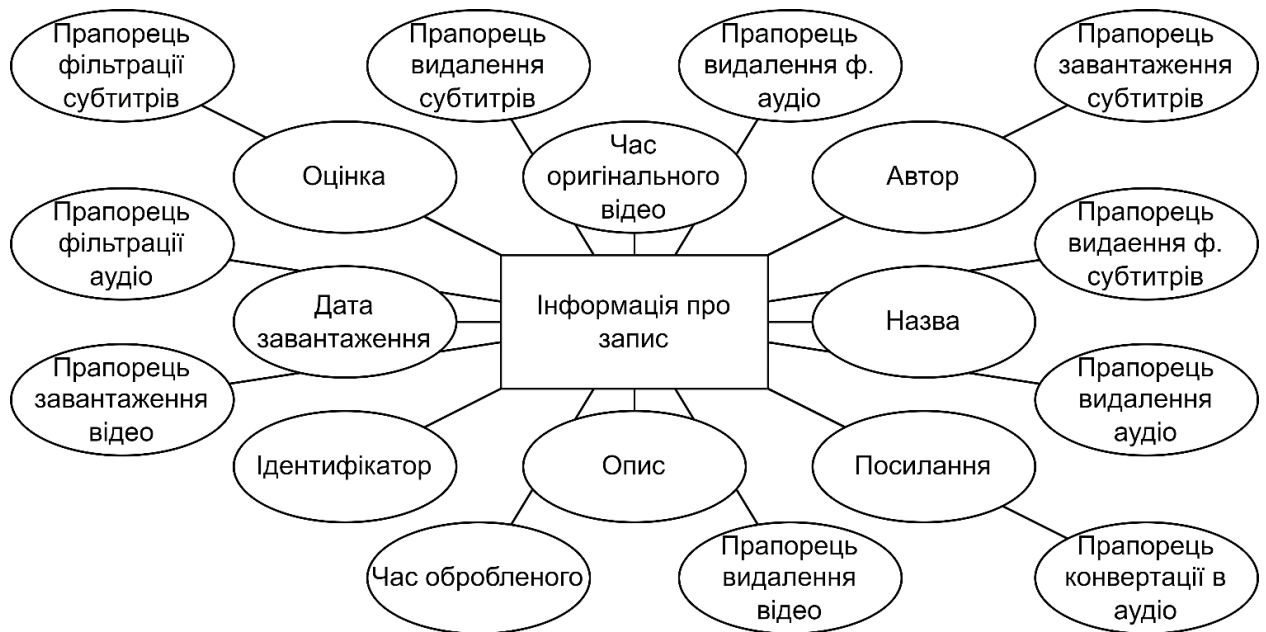 Прапорець
фільтрації
субтитрів
Прапорець
видалення
субтитрів
Прапорець
видалення ф.
аудіо
Прапорець
завантаження
субтитрів
Оцінка
Час
оригінального
відео
Автор
Прапорець
фільтрації
аудіо
Прапорець
видаення ф.
субтитрів
Дата
завантаження
Інформація про
запис
Назва
Прапорець
завантаження
відео
Прапорець
видалення
аудіо
Ідентифікатор
Опис
Посилання
Час обробленого
Прапорець
видалення
відео
Прапорець
конвертації в
аудіо